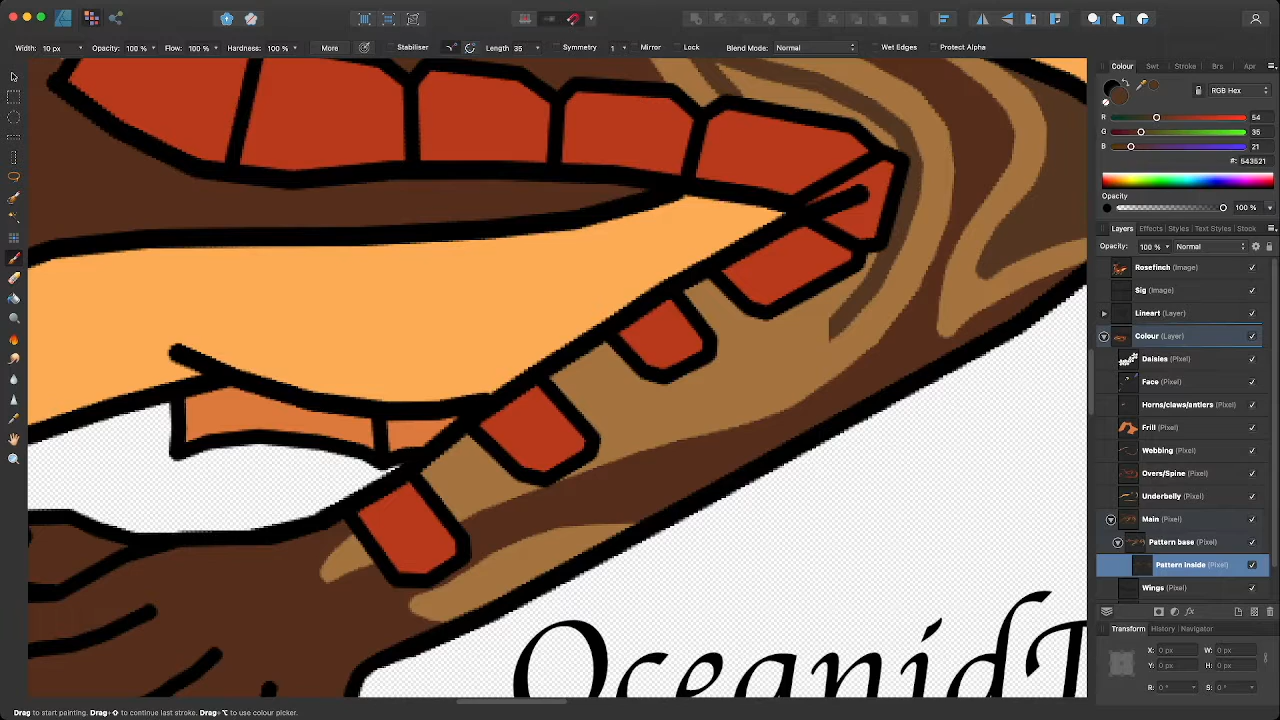 Width: 10 px Opacity: 100 % Flow: 100 % Hardness: 100 % More Stabiliser Length 35 Symmetry 1 Mirror Lock Blend Mode: Normal Wet Edges Protect Alpha
Colour Swt Stroke Brs Apr
RGB Hex
R 54
G 35
B 21
#: 543521
Opacity
100 %
Layers Effects Styles Text Styles Stock
Opacity: 100 % Normal
Rosefinch (Image)
Sig (Image)
Lineart (Layer)
Colour (Layer)
Daisies (Pixel)
Face (Pixel)
Horns/claws/antlers (Pixel)
Frill (Pixel)
Webbing (Pixel)
Overs/Spine (Pixel)
Underbelly (Pixel)
Main (Pixel)
Pattern base (Pixel)
Pattern inside (Pixel)
Wings (Pixel)
fx
Transform History Navigator
X: 0 px W: 0 px
Y: 0 px H: 0 px
R: 0 ° S: 0 °
Drag to start painting. Drag+⇧ to continue last stroke. Drag+⌥ to use colour picker.